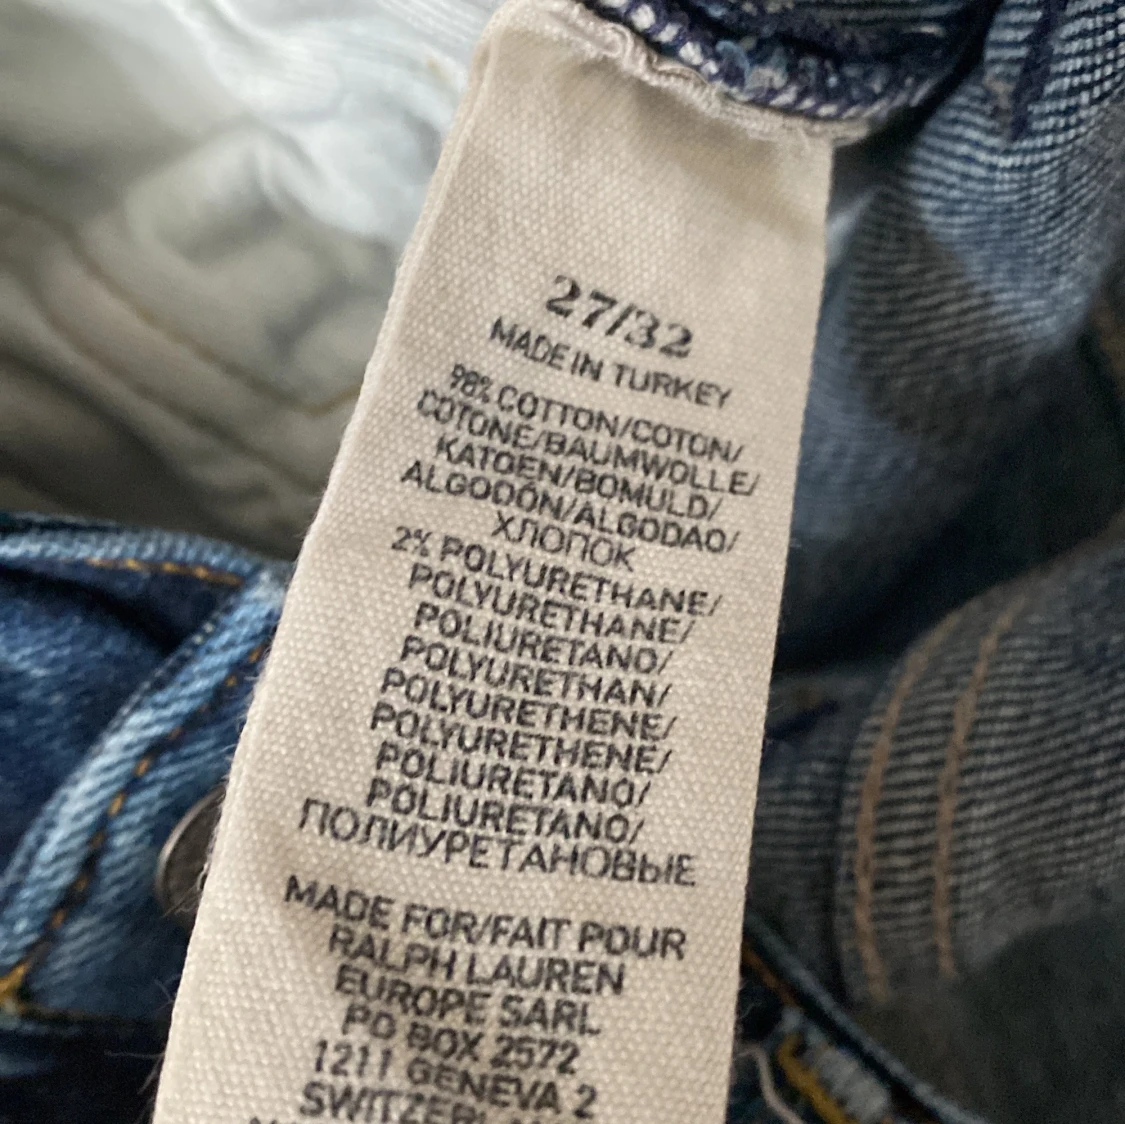 27/32
MADE IN TURKEY
98% COTTON/COTON/
COTONE/BAUMWOLLE/
KATOEN/BOMULD/
ALGODÓN/ALGODAO/
ХЛОПОК
2% POLYURETHANE/
POLYURETHANE/
POLIURETANO/
POLYURETHAN/
POLYURETHENE/
POLYURETHENE/
POLIURETANO/
POLIURETANO/
ПОЛИУРЕТАНОВЫЕ
MADE FOR/FAIT POUR
RALPH LAUREN
EUROPE SARL
PO BOX 2572
1211 GENEVA 2